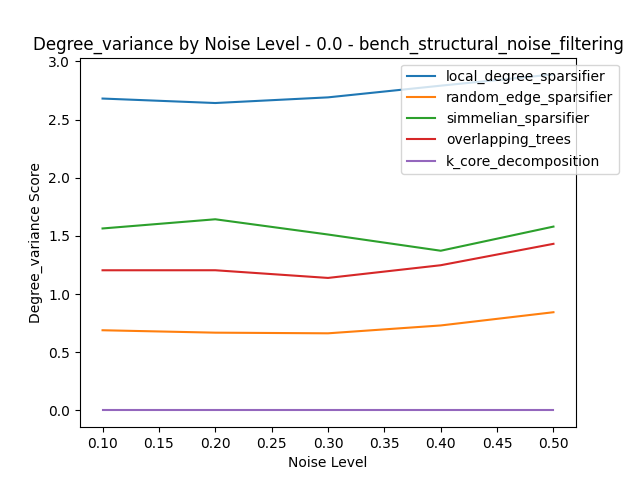 Degree_variance by Noise Level - 0.0 - bench_structural_noise_filtering
local_degree_sparsifier
random_edge_sparsifier
simmelian_sparsifier
overlapping_trees
k_core_decomposition
Degree_variance Score
3.0
2.5
2.0
1.5
1.0
0.5
0.0
0.10 0.15 0.20 0.25 0.30 0.35 0.40 0.45 0.50
Noise Level